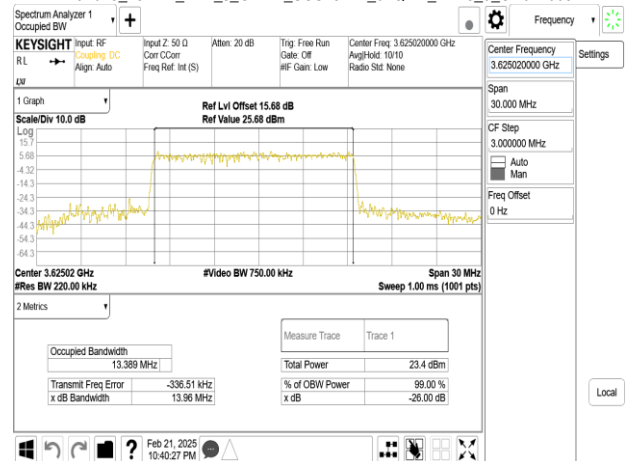 Spectrum Analyzer 1
Occupied BW
Frequency
KEYSIGHT
RL
LXI
Input: RF
Coupling: DC
Align: Auto
Input Z: 50 Ω
Corr CCorr
Freq Ref: Int (S)
Atten: 20 dB
Trig: Free Run
Gate: Off
#IF Gain: Low
Center Freq: 3.625020000 GHz
Avg|Hold: 10/10
Radio Std: None
Center Frequency
3.625020000 GHz
Settings
Span
30.000 MHz
CF Step
3.000000 MHz
Auto
Man
Freq Offset
0 Hz
1 Graph
Scale/Div 10.0 dB
Ref Lvl Offset 15.68 dB
Ref Value 25.68 dBm
Log
15.7
5.68
-4.32
-14.3
-24.3
-34.3
-44.3
-54.3
-64.3
Center 3.62502 GHz
#Res BW 220.00 kHz
#Video BW 750.00 kHz
Span 30 MHz
Sweep 1.00 ms (1001 pts)
2 Metrics
Measure Trace
Trace 1
Occupied Bandwidth
13.389 MHz
Total Power
23.4 dBm
Transmit Freq Error
-336.51 kHz
% of OBW Power
99.00 %
x dB Bandwidth
13.96 MHz
x dB
-26.00 dB
Local
?
Feb 21, 2025
10:40:27 PM